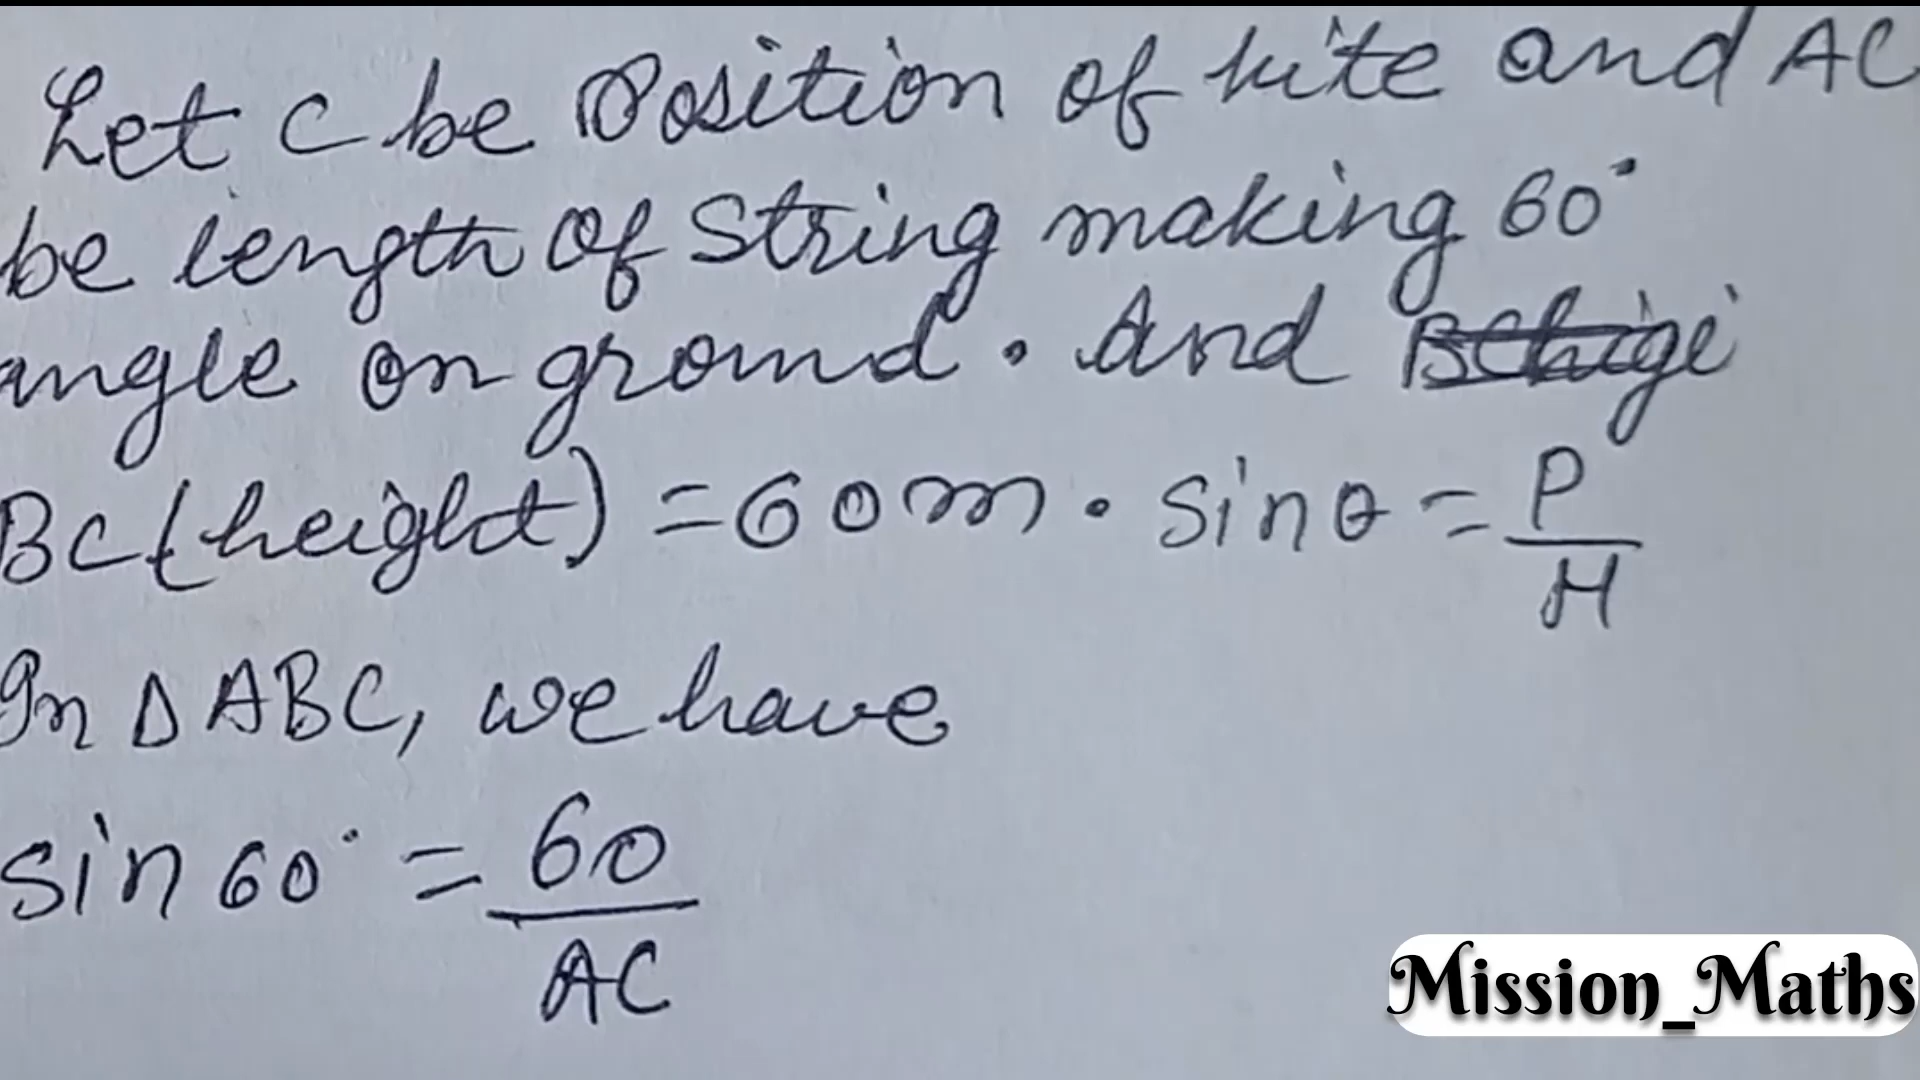 Let C be Position of kite and AC
be length of String making 60°
angle on ground. And
BC (height) = 60m. sinθ = P/H
In ΔABC, we have
sin 60° = 60/AC
Mission_Maths